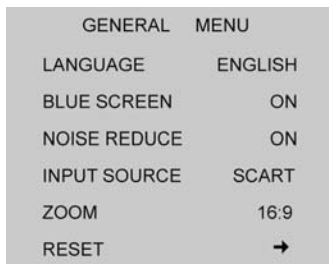 GENERAL MENU
LANGUAGE ENGLISH
BLUE SCREEN ON
NOISE REDUCE ON
INPUT SOURCE SCART
ZOOM 16:9
RESET →